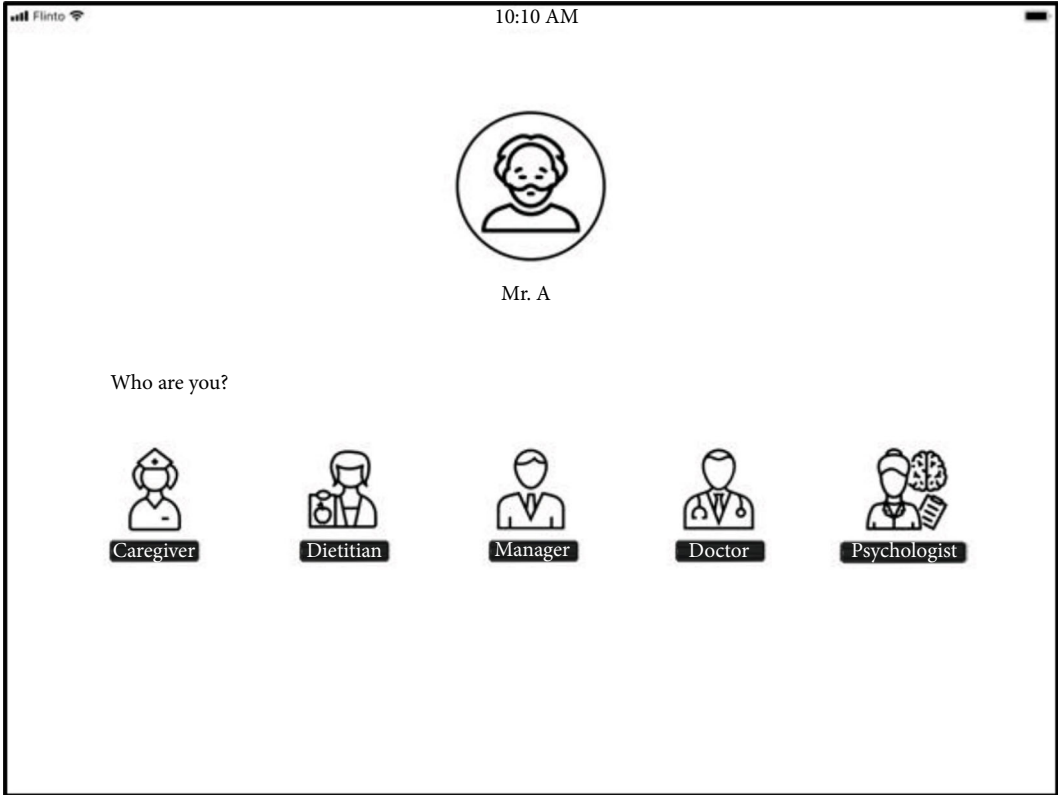 Flinto 10:10 AM
Mr. A
Who are you?
Caregiver Dietitian Manager Doctor Psychologist